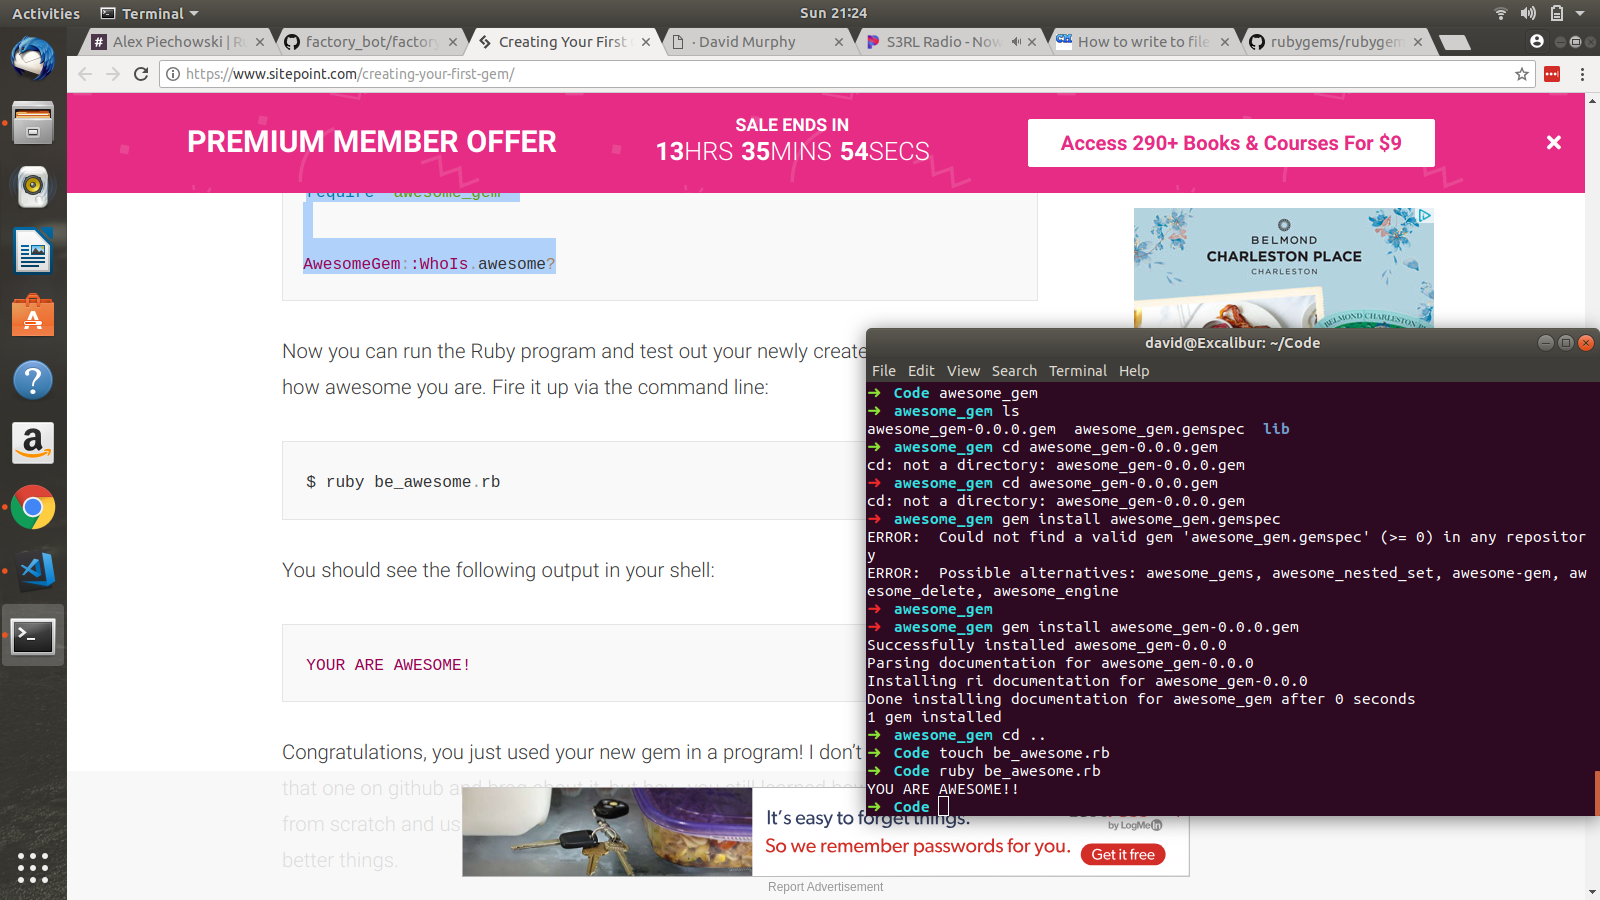 Activities
Terminal
Sun 21:24
Alex Piechowski | R
factory_bot/factory
Creating Your First
· David Murphy
S3RL Radio - Now
How to write to file
rubygems/rubygem
https://www.sitepoint.com/creating-your-first-gem/
PREMIUM MEMBER OFFER
SALE ENDS IN
13HRS 35MINS 54SECS
Access 290+ Books & Courses For $9
require awesome_gem
AwesomeGem::WhoIs.awesome?
BELMOND
CHARLESTON PLACE
CHARLESTON
Now you can run the Ruby program and test out your newly create
how awesome you are. Fire it up via the command line:
$ ruby be_awesome.rb
You should see the following output in your shell:
YOUR ARE AWESOME!
Congratulations, you just used your new gem in a program! I don't
that one on github and brag about it, but hey, you still learned how
from scratch and us
better things.
david@Excalibur: ~/Code
File Edit View Search Terminal Help
➜ Code awesome_gem
➜ awesome_gem ls
awesome_gem-0.0.0.gem awesome_gem.gemspec lib
➜ awesome_gem cd awesome_gem-0.0.0.gem
cd: not a directory: awesome_gem-0.0.0.gem
➜ awesome_gem cd awesome_gem-0.0.0.gem
cd: not a directory: awesome_gem-0.0.0.gem
➜ awesome_gem gem install awesome_gem.gemspec
ERROR: Could not find a valid gem 'awesome_gem.gemspec' (>= 0) in any repositor
y
ERROR: Possible alternatives: awesome_gems, awesome_nested_set, awesome-gem, aw
esome_delete, awesome_engine
➜ awesome_gem
➜ awesome_gem gem install awesome_gem-0.0.0.gem
Successfully installed awesome_gem-0.0.0
Parsing documentation for awesome_gem-0.0.0
Installing ri documentation for awesome_gem-0.0.0
Done installing documentation for awesome_gem after 0 seconds
1 gem installed
➜ awesome_gem cd ..
➜ Code touch be_awesome.rb
➜ Code ruby be_awesome.rb
YOU ARE AWESOME!!
➜ Code
It's easy to forget things.
So we remember passwords for you.
by LogMeIn
Get it free
Report Advertisement